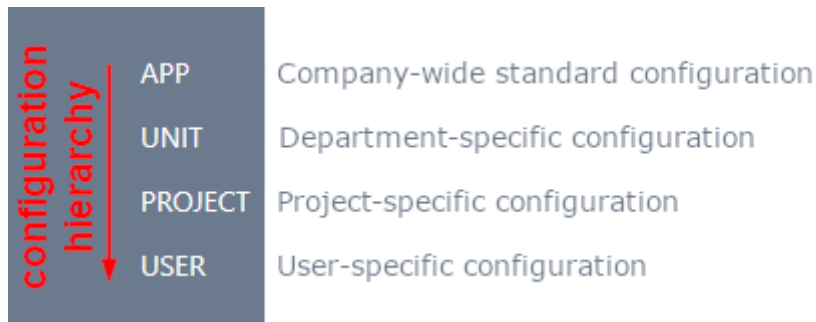 configuration
hierarchy
APP Company-wide standard configuration
UNIT Department-specific configuration
PROJECT Project-specific configuration
USER User-specific configuration